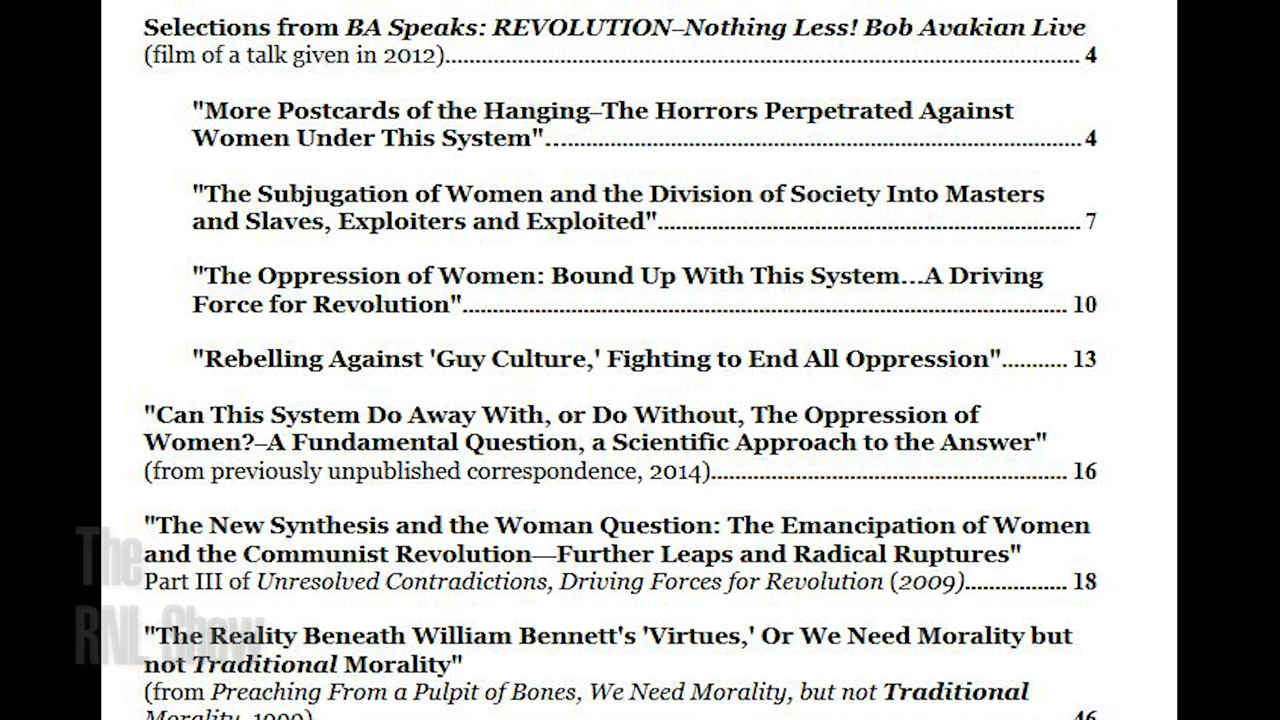 Selections from BA Speaks: REVOLUTION–Nothing Less! Bob Avakian Live
(film of a talk given in 2012)........................................................................................................ 4
"More Postcards of the Hanging–The Horrors Perpetrated Against
Women Under This System"..................................................................................... 4
"The Subjugation of Women and the Division of Society Into Masters
and Slaves, Exploiters and Exploited"..................................................................... 7
"The Oppression of Women: Bound Up With This System...A Driving
Force for Revolution".................................................................................................. 10
"Rebelling Against 'Guy Culture,' Fighting to End All Oppression"........... 13
"Can This System Do Away With, or Do Without, The Oppression of
Women?–A Fundamental Question, a Scientific Approach to the Answer"
(from previously unpublished correspondence, 2014)........................................................... 16
"The New Synthesis and the Woman Question: The Emancipation of Women
and the Communist Revolution—Further Leaps and Radical Ruptures"
Part III of Unresolved Contradictions, Driving Forces for Revolution (2009)................. 18
"The Reality Beneath William Bennett's 'Virtues,' Or We Need Morality but
not Traditional Morality"
(from Preaching From a Pulpit of Bones, We Need Morality, but not Traditional
Morality, 1999) 46
The
RNL Show